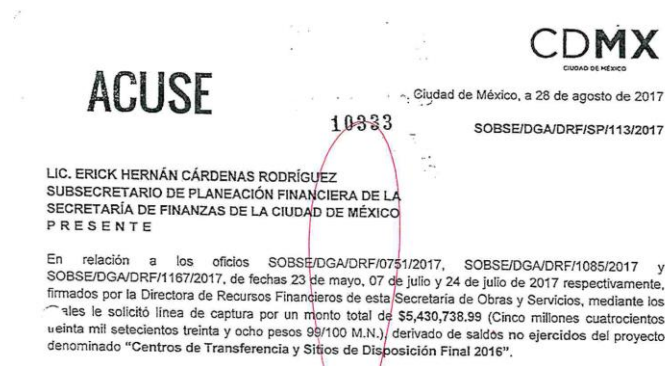 CDMX
CIUDAD DE MÉXICO
ACUSE
Ciudad de México, a 28 de agosto de 2017
10333
SOBSE/DGA/DRF/SP/113/2017
LIC. ERICK HERNÁN CÁRDENAS RODRÍGUEZ
SUBSECRETARIO DE PLANEACIÓN FINANCIERA DE LA
SECRETARÍA DE FINANZAS DE LA CIUDAD DE MÉXICO
P R E S E N T E
En relación a los oficios SOBSE/DGA/DRF/0751/2017, SOBSE/DGA/DRF/1085/2017 y
SOBSE/DGA/DRF/1167/2017, de fechas 23 de mayo, 07 de julio y 24 de julio de 2017 respectivamente,
firmados por la Directora de Recursos Financieros de esta Secretaría de Obras y Servicios, mediante los
ales le solicitó línea de captura por un monto total de $5,430,738.99 (Cinco millones cuatrocientos
treinta mil setecientos treinta y ocho pesos 99/100 M.N.), derivado de saldos no ejercidos del proyecto
denominado "Centros de Transferencia y Sitios de Disposición Final 2016".